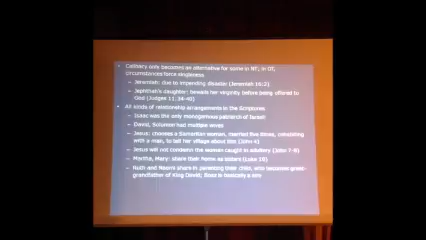 • Celibacy only becomes an alternative for some in NT; in OT,
circumstances force singleness
– Jeremiah: due to impending disaster (Jeremiah 16:2)
– Jephthah's daughter: bewails her virginity before being offered to
God (Judges 11:34-40)
• All kinds of relationship arrangements in the Scriptures
– Isaac was the only monogamous patriarch of Israel
– David, Solomon had multiple wives
– Jesus: chooses a Samaritan woman, married five times, cohabiting
with a man, to tell her village about him (John 4)
– Jesus will not condemn the woman caught in adultery (John 7-8)
– Martha, Mary: share their home as sisters (Luke 10)
– Ruth and Naomi share in parenting their child, who becomes grand-
grandfather of King David; Boaz is basically a